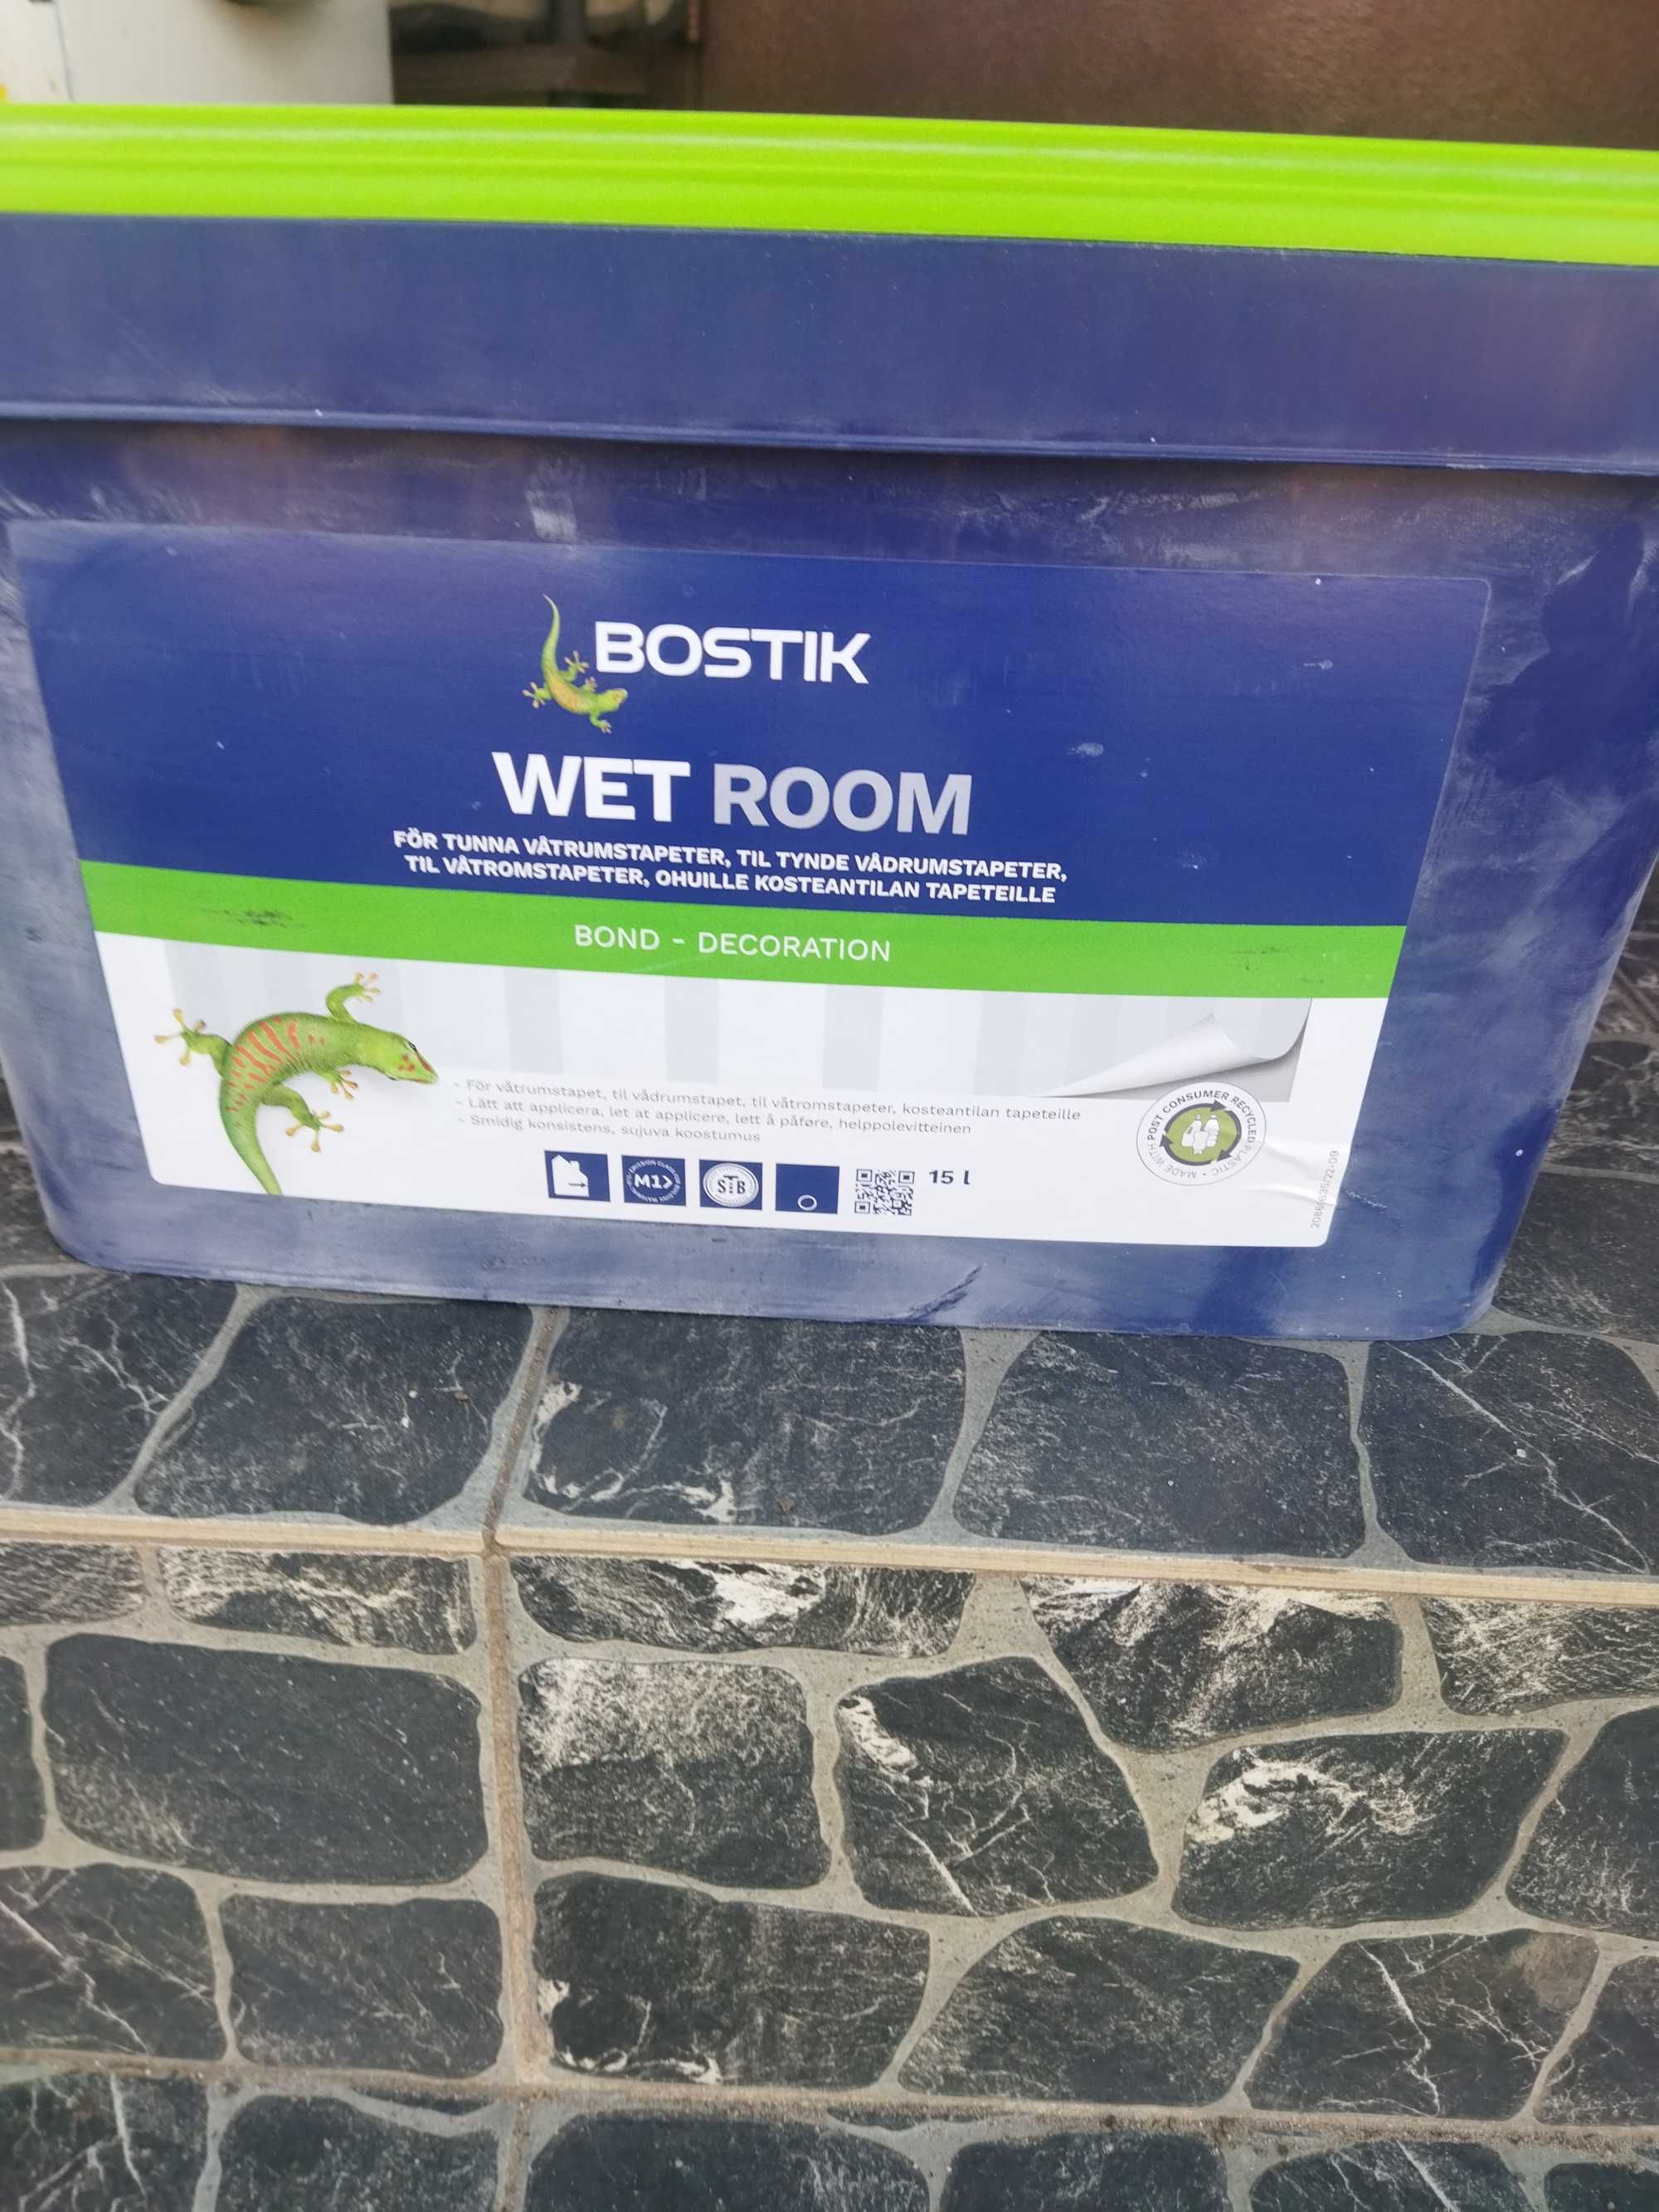 BOSTIK
WET ROOM
FÖR TUNNA VÅTRUMSTAPETER, TIL TYNDE VÅDRUMSTAPETER,
TIL VÅTROMSTAPETER, OHUILLE KOSTEANTILAN TAPETEILLE
BOND - DECORATION
- För våtrumstapet, til vådrumstapet, til våtromstapeter, kosteantilan tapeteille
- Lätt att applicera, let at applicere, lett å påføre, helppolevitteinen
- Smidig konsistens, sujuva koostumus
MADE WITH POST CONSUMER RECYCLED PLASTIC
M1
S:B
15 l